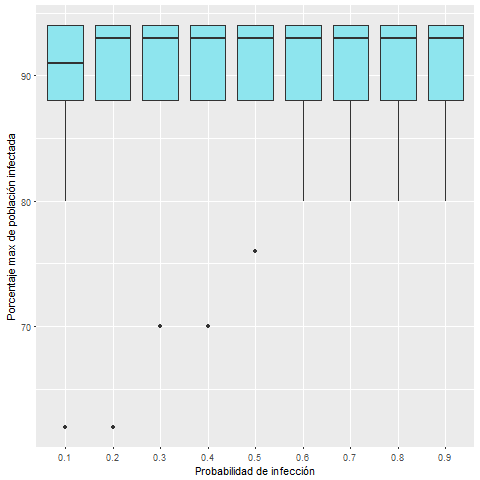 Porcentaje max de población infectada
90
80
70
0.1 0.2 0.3 0.4 0.5 0.6 0.7 0.8 0.9
Probabilidad de infección